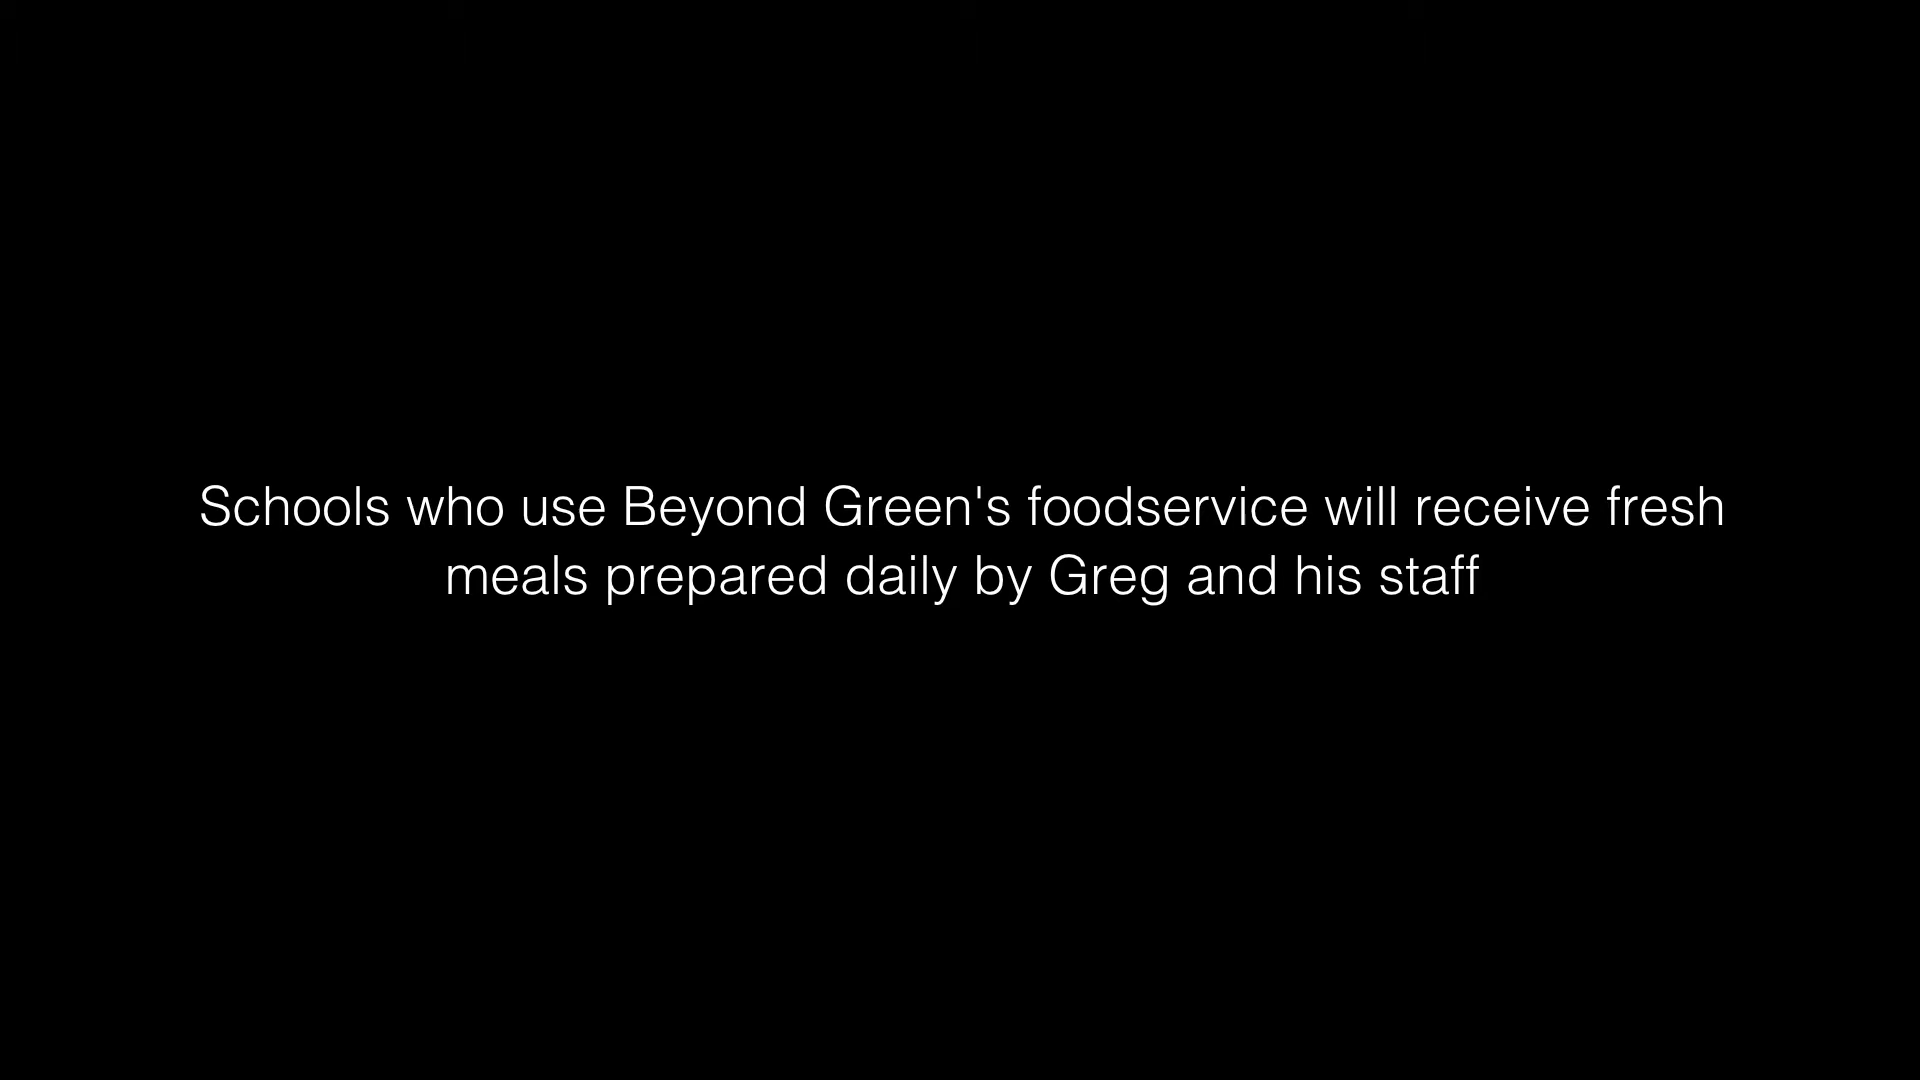 Schools who use Beyond Green's foodservice will receive fresh
meals prepared daily by Greg and his staff